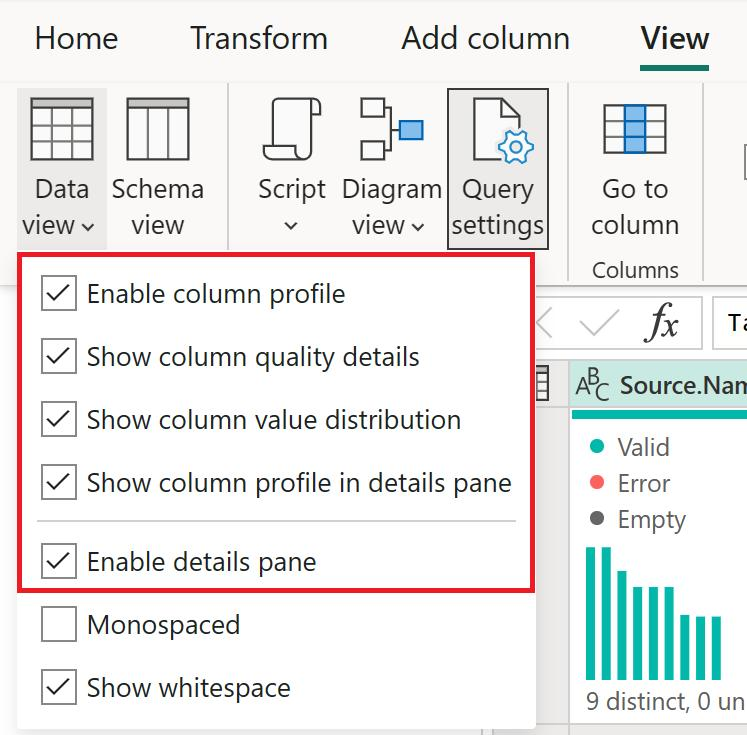 Home Transform Add column View
Data view
Schema view
Script
Diagram view
Query settings
Go to column
Columns
Enable column profile
Show column quality details
Show column value distribution
Show column profile in details pane
Enable details pane
Monospaced
Show whitespace
fx
ABC Source.Nam
Valid
Error
Empty
9 distinct, 0 un